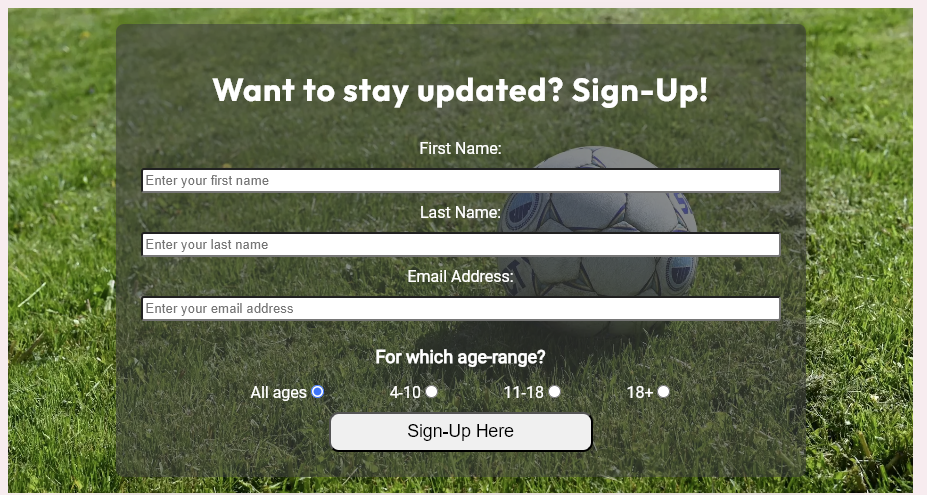 Want to stay updated? Sign-Up!
First Name:
Enter your first name
Last Name:
Enter your last name
Email Address:
Enter your email address
For which age-range?
All ages 4-10 11-18 18+
Sign-Up Here